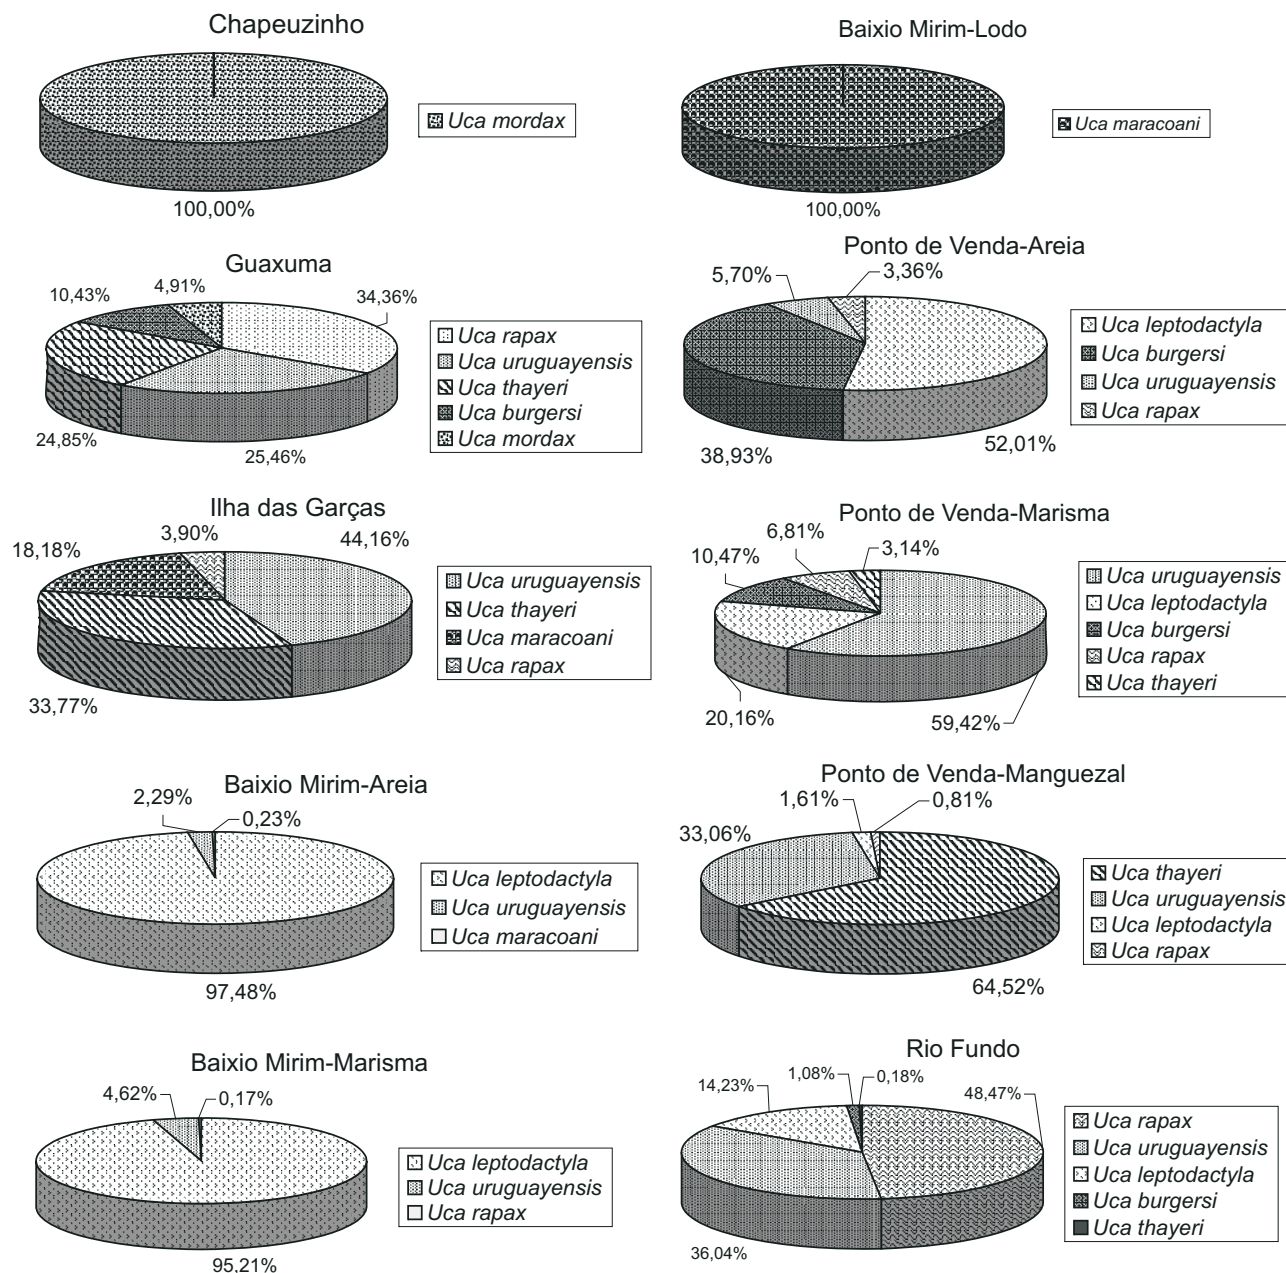 Chapeuzinho
Uca mordax
100,00%
Baixio Mirim-Lodo
Uca maracoani
100,00%
Guaxuma
10,43%
4,91%
34,36%
24,85%
25,46%
Uca rapax
Uca uruguayensis
Uca thayeri
Uca burgersi
Uca mordax
Ponto de Venda-Areia
5,70%
3,36%
38,93%
52,01%
Uca leptodactyla
Uca burgersi
Uca uruguayensis
Uca rapax
Ilha das Garças
18,18%
3,90%
44,16%
33,77%
Uca uruguayensis
Uca thayeri
Uca maracoani
Uca rapax
Ponto de Venda-Marisma
10,47%
6,81%
3,14%
20,16%
59,42%
Uca uruguayensis
Uca leptodactyla
Uca burgersi
Uca rapax
Uca thayeri
Baixio Mirim-Areia
2,29%
0,23%
97,48%
Uca leptodactyla
Uca uruguayensis
Uca maracoani
Ponto de Venda-Manguezal
33,06%
1,61%
0,81%
64,52%
Uca thayeri
Uca uruguayensis
Uca leptodactyla
Uca rapax
Baixio Mirim-Marisma
4,62%
0,17%
95,21%
Uca leptodactyla
Uca uruguayensis
Uca rapax
Rio Fundo
14,23%
1,08%
0,18%
48,47%
36,04%
Uca rapax
Uca uruguayensis
Uca leptodactyla
Uca burgersi
Uca thayeri